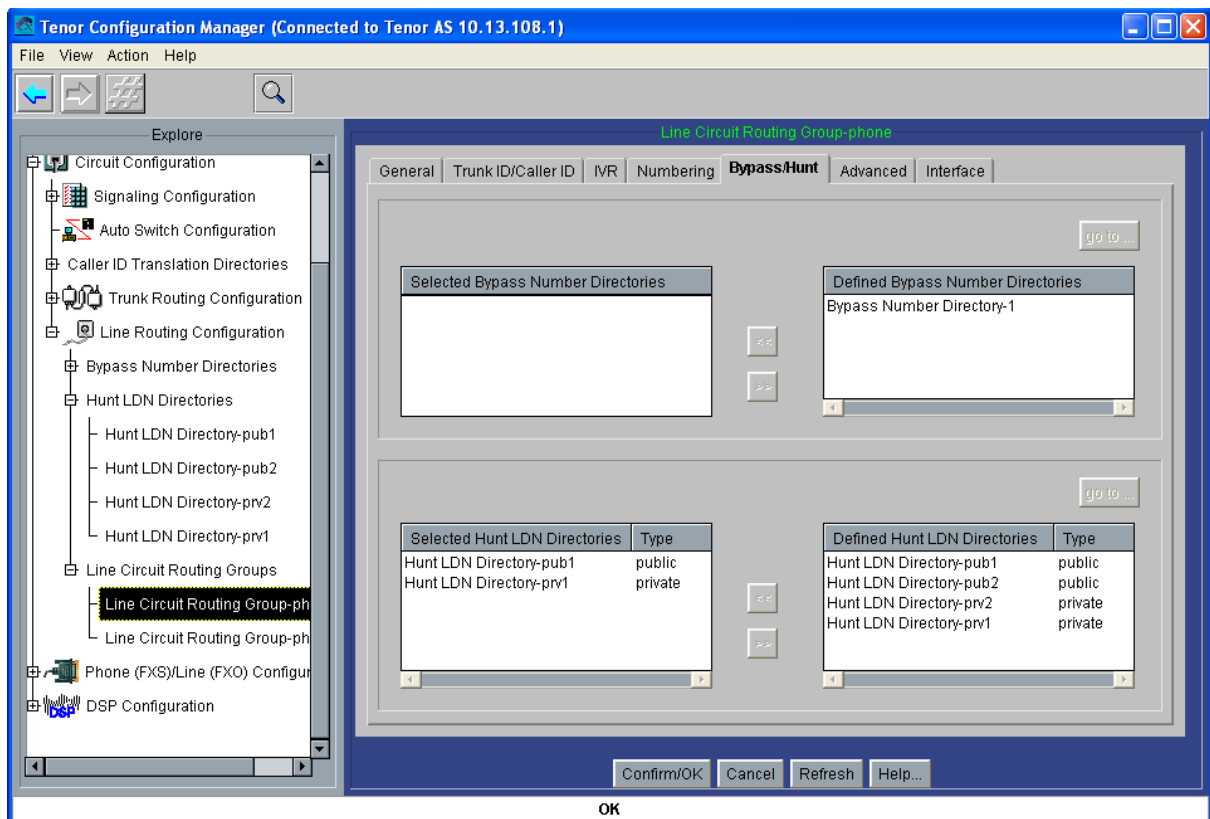 Tenor Configuration Manager (Connected to Tenor AS 10.13.108.1)
File View Action Help
Explore
Circuit Configuration
Signaling Configuration
Auto Switch Configuration
Caller ID Translation Directories
Trunk Routing Configuration
Line Routing Configuration
Bypass Number Directories
Hunt LDN Directories
Hunt LDN Directory-pub1
Hunt LDN Directory-pub2
Hunt LDN Directory-prv2
Hunt LDN Directory-prv1
Line Circuit Routing Groups
Line Circuit Routing Group-ph
Line Circuit Routing Group-ph
Phone (FXS)/Line (FXO) Configur
DSP DSP Configuration
Line Circuit Routing Group-phone
General Trunk ID/Caller ID IVR Numbering Bypass/Hunt Advanced Interface
go to ...
Selected Bypass Number Directories
<<
>>
Defined Bypass Number Directories
Bypass Number Directory-1
go to ...
Selected Hunt LDN Directories Type
Hunt LDN Directory-pub1 public
Hunt LDN Directory-prv1 private
<<
>>
Defined Hunt LDN Directories Type
Hunt LDN Directory-pub1 public
Hunt LDN Directory-pub2 public
Hunt LDN Directory-prv2 private
Hunt LDN Directory-prv1 private
Confirm/OK Cancel Refresh Help...
OK